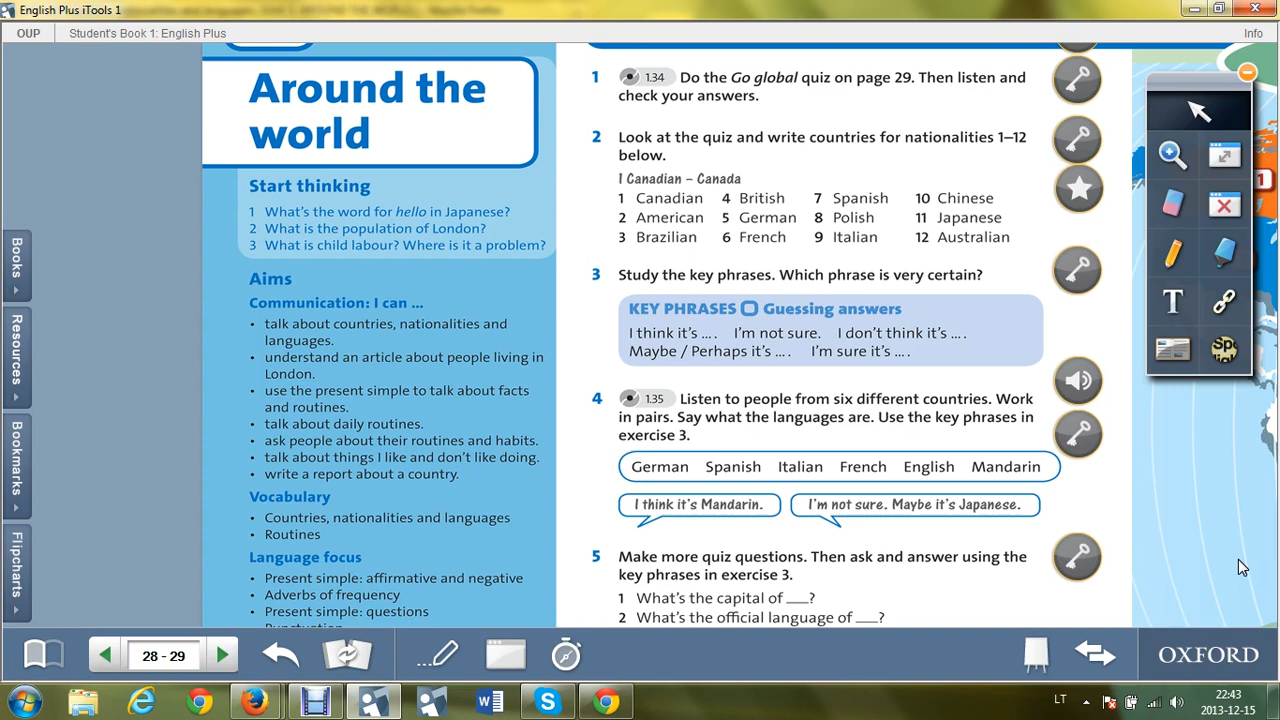 English Plus iTools 1
OUP
Student's Book 1: English Plus
Info
Around the
world
Start thinking
1 What's the word for hello in Japanese?
2 What is the population of London?
3 What is child labour? Where is it a problem?
Aims
Communication: I can ...
• talk about countries, nationalities and
languages.
• understand an article about people living in
London.
• use the present simple to talk about facts
and routines.
• talk about daily routines.
• ask people about their routines and habits.
• talk about things I like and don't like doing.
• write a report about a country.
Vocabulary
• Countries, nationalities and languages
• Routines
Language focus
• Present simple: affirmative and negative
• Adverbs of frequency
• Present simple: questions
1 1.34 Do the Go global quiz on page 29. Then listen and
check your answers.
2 Look at the quiz and write countries for nationalities 1–12
below.
1 Canadian – Canada
1 Canadian 4 British 7 Spanish 10 Chinese
2 American 5 German 8 Polish 11 Japanese
3 Brazilian 6 French 9 Italian 12 Australian
3 Study the key phrases. Which phrase is very certain?
KEY PHRASES Guessing answers
I think it's .... I'm not sure. I don't think it's ....
Maybe / Perhaps it's .... I'm sure it's ....
4 1.35 Listen to people from six different countries. Work
in pairs. Say what the languages are. Use the key phrases in
exercise 3.
German Spanish Italian French English Mandarin
I think it's Mandarin. I'm not sure. Maybe it's Japanese.
5 Make more quiz questions. Then ask and answer using the
key phrases in exercise 3.
1 What's the capital of ___?
2 What's the official language of ___?
Books
Resources
Bookmarks
Flipcharts
1
T
Sp
28 - 29
OXFORD
LT
22:43
2013-12-15